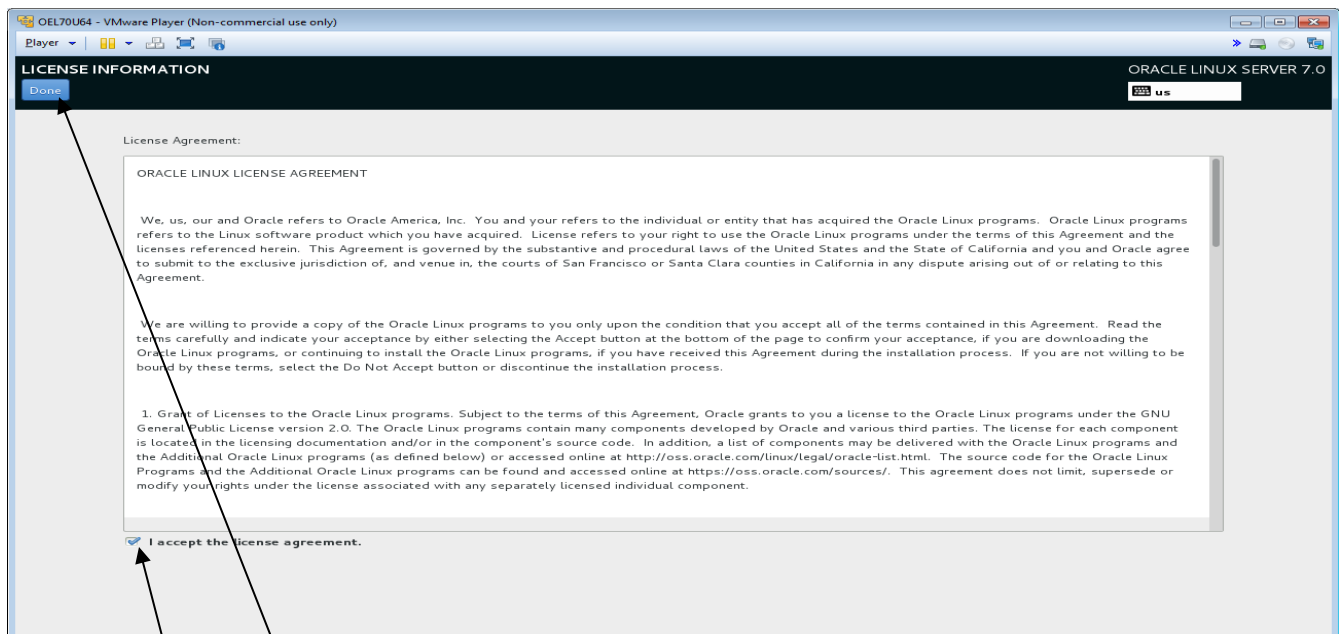 OEL70U64 - VMware Player (Non-commercial use only)
Player
LICENSE INFORMATION
ORACLE LINUX SERVER 7.0
Done
us
License Agreement:
ORACLE LINUX LICENSE AGREEMENT
We, us, our and Oracle refers to Oracle America, Inc. You and your refers to the individual or entity that has acquired the Oracle Linux programs. Oracle Linux programs
refers to the Linux software product which you have acquired. License refers to your right to use the Oracle Linux programs under the terms of this Agreement and the
licenses referenced herein. This Agreement is governed by the substantive and procedural laws of the United States and the State of California and you and Oracle agree
to submit to the exclusive jurisdiction of, and venue in, the courts of San Francisco or Santa Clara counties in California in any dispute arising out of or relating to this
Agreement.
We are willing to provide a copy of the Oracle Linux programs to you only upon the condition that you accept all of the terms contained in this Agreement. Read the
terms carefully and indicate your acceptance by either selecting the Accept button at the bottom of the page to confirm your acceptance, if you are downloading the
Oracle Linux programs, or continuing to install the Oracle Linux programs, if you have received this Agreement during the installation process. If you are not willing to be
bound by these terms, select the Do Not Accept button or discontinue the installation process.
1. Grant of Licenses to the Oracle Linux programs. Subject to the terms of this Agreement, Oracle grants to you a license to the Oracle Linux programs under the GNU
General Public License version 2.0. The Oracle Linux programs contain many components developed by Oracle and various third parties. The license for each component
is located in the licensing documentation and/or in the component's source code. In addition, a list of components may be delivered with the Oracle Linux programs and
the Additional Oracle Linux programs (as defined below) or accessed online at http://oss.oracle.com/linux/legal/oracle-list.html. The source code for the Oracle Linux
Programs and the Additional Oracle Linux programs can be found and accessed online at https://oss.oracle.com/sources/. This agreement does not limit, supersede or
modify your rights under the license associated with any separately licensed individual component.
I accept the license agreement.